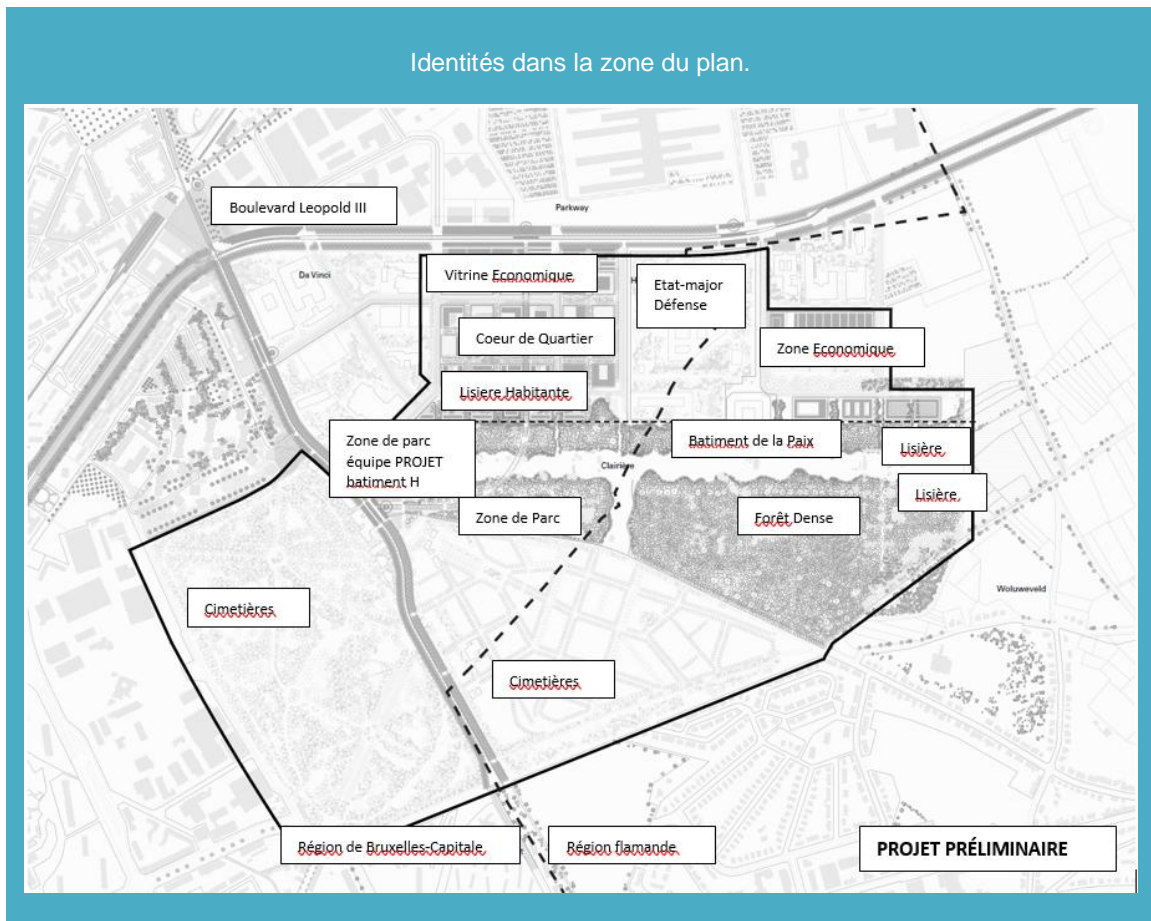 Identités dans la zone du plan.
Boulevard Leopold III
Parkway
Da Vinci
Vitrine Economique
Etat-major
Défense
Coeur de Quartier
Zone Economique
Lisiere Habitante
Zone de parc
équipe PROJET
batiment H
Batiment de la Paix
Lisière
Clairière
Lisière
Zone de Parc
Forêt Dense
Woluweveld
Cimetières
Cimetières
Région de Bruxelles-Capitale
Région flamande
PROJET PRÉLIMINAIRE